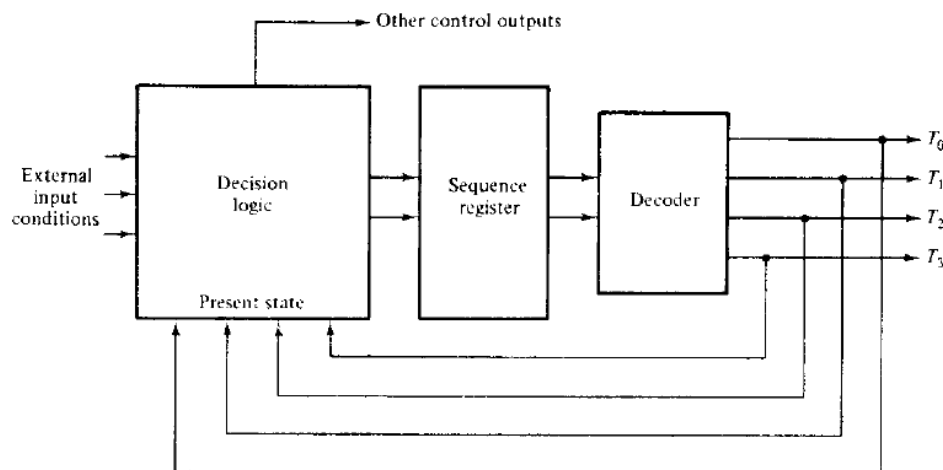 Other control outputs
External
input
conditions
Decision
logic
Present state
Sequence
register
Decoder
T0
T1
T2
T3